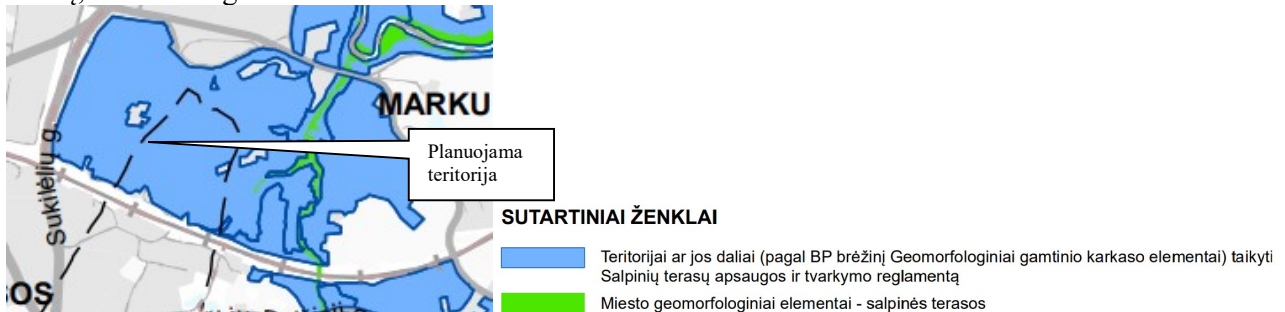 MARKU
Planuojama
teritorija
Sukilėlių g.
OS
SUTARTINIAI ŽENKLAI
Teritorijai ar jos daliai (pagal BP brėžinį Geomorfologiniai gamtinio karkaso elementai) taikyti
Salpinių terasų apsaugos ir tvarkymo reglamentą
Miesto geomorfologiniai elementai - salpinės terasos